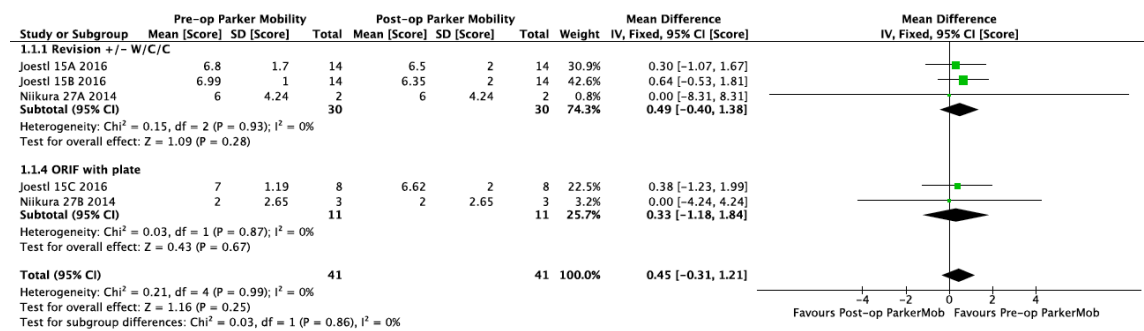 Pre-op Parker Mobility Post-op Parker Mobility Mean Difference Mean Difference
Study or Subgroup Mean [Score] SD [Score] Total Mean [Score] SD [Score] Total Weight IV, Fixed, 95% CI [Score] IV, Fixed, 95% CI [Score]
1.1.1 Revision +/- W/C/C
Joestl 15A 2016 6.8 1.7 14 6.5 2 14 30.9% 0.30 [-1.07, 1.67]
Joestl 15B 2016 6.99 1 14 6.35 2 14 42.6% 0.64 [-0.53, 1.81]
Niikura 27A 2014 6 4.24 2 6 4.24 2 0.8% 0.00 [-8.31, 8.31]
Subtotal (95% CI) 30 30 74.3% 0.49 [-0.40, 1.38]
Heterogeneity: Chi² = 0.15, df = 2 (P = 0.93); I² = 0%
Test for overall effect: Z = 1.09 (P = 0.28)
1.1.4 ORIF with plate
Joestl 15C 2016 7 1.19 8 6.62 2 8 22.5% 0.38 [-1.23, 1.99]
Niikura 27B 2014 2 2.65 3 2 2.65 3 3.2% 0.00 [-4.24, 4.24]
Subtotal (95% CI) 11 11 25.7% 0.33 [-1.18, 1.84]
Heterogeneity: Chi² = 0.03, df = 1 (P = 0.87); I² = 0%
Test for overall effect: Z = 0.43 (P = 0.67)
Total (95% CI) 41 41 100.0% 0.45 [-0.31, 1.21]
Heterogeneity: Chi² = 0.21, df = 4 (P = 0.99); I² = 0%
Test for overall effect: Z = 1.16 (P = 0.25)
Test for subgroup differences: Chi² = 0.03, df = 1 (P = 0.86), I² = 0%
-4 -2 0 2 4
Favours Post-op ParkerMob Favours Pre-op ParkerMob